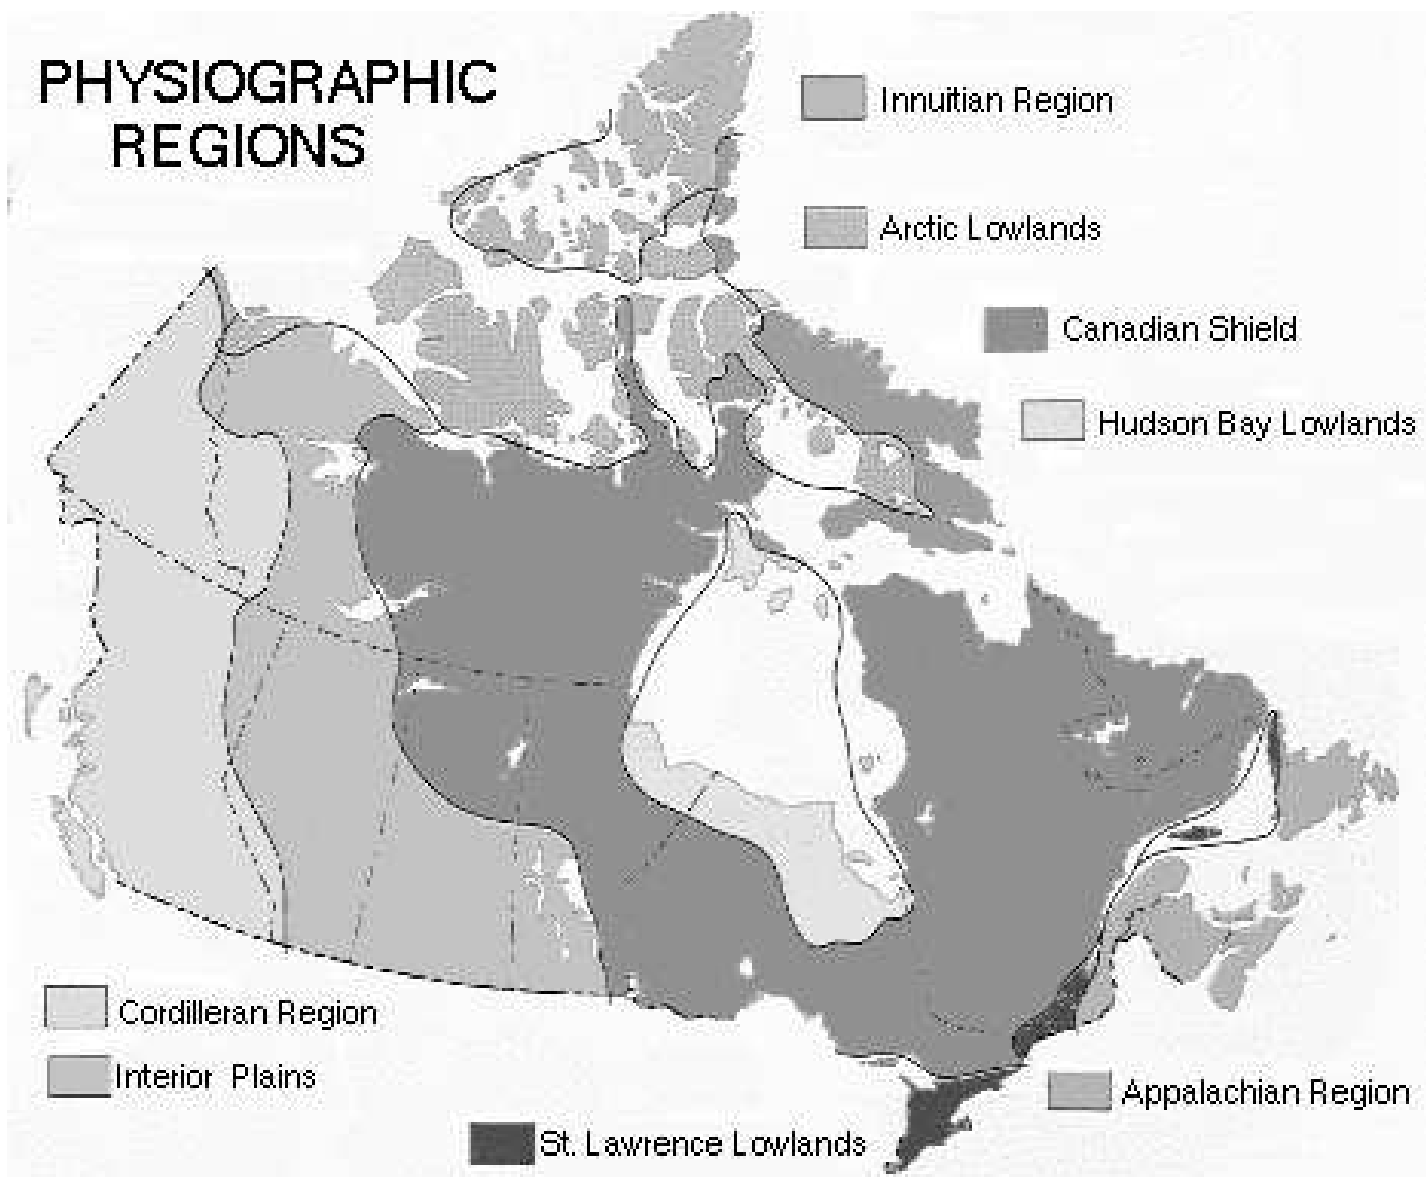 PHYSIOGRAPHIC
REGIONS
Innuitian Region
Arctic Lowlands
Canadian Shield
Hudson Bay Lowlands
Cordilleran Region
Interior Plains
St. Lawrence Lowlands
Appalachian Region